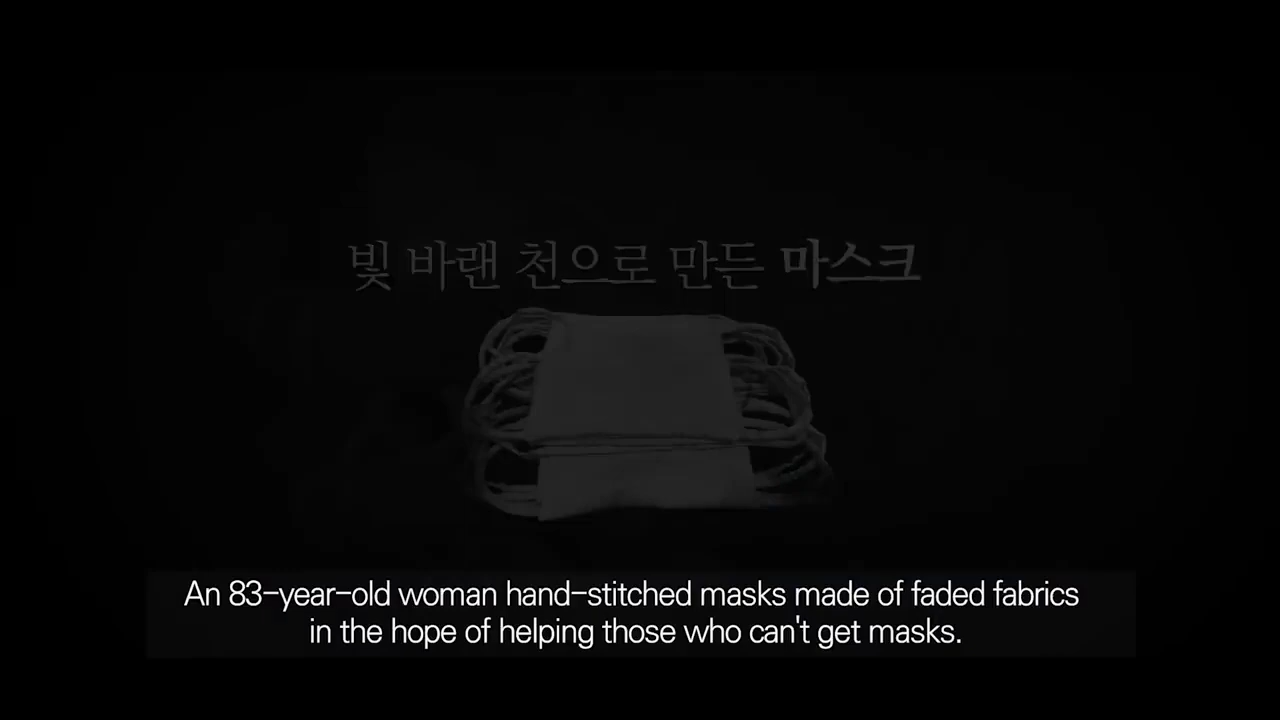 빛 바랜 천으로 만든 마스크
An 83-year-old woman hand-stitched masks made of faded fabrics
in the hope of helping those who can't get masks.